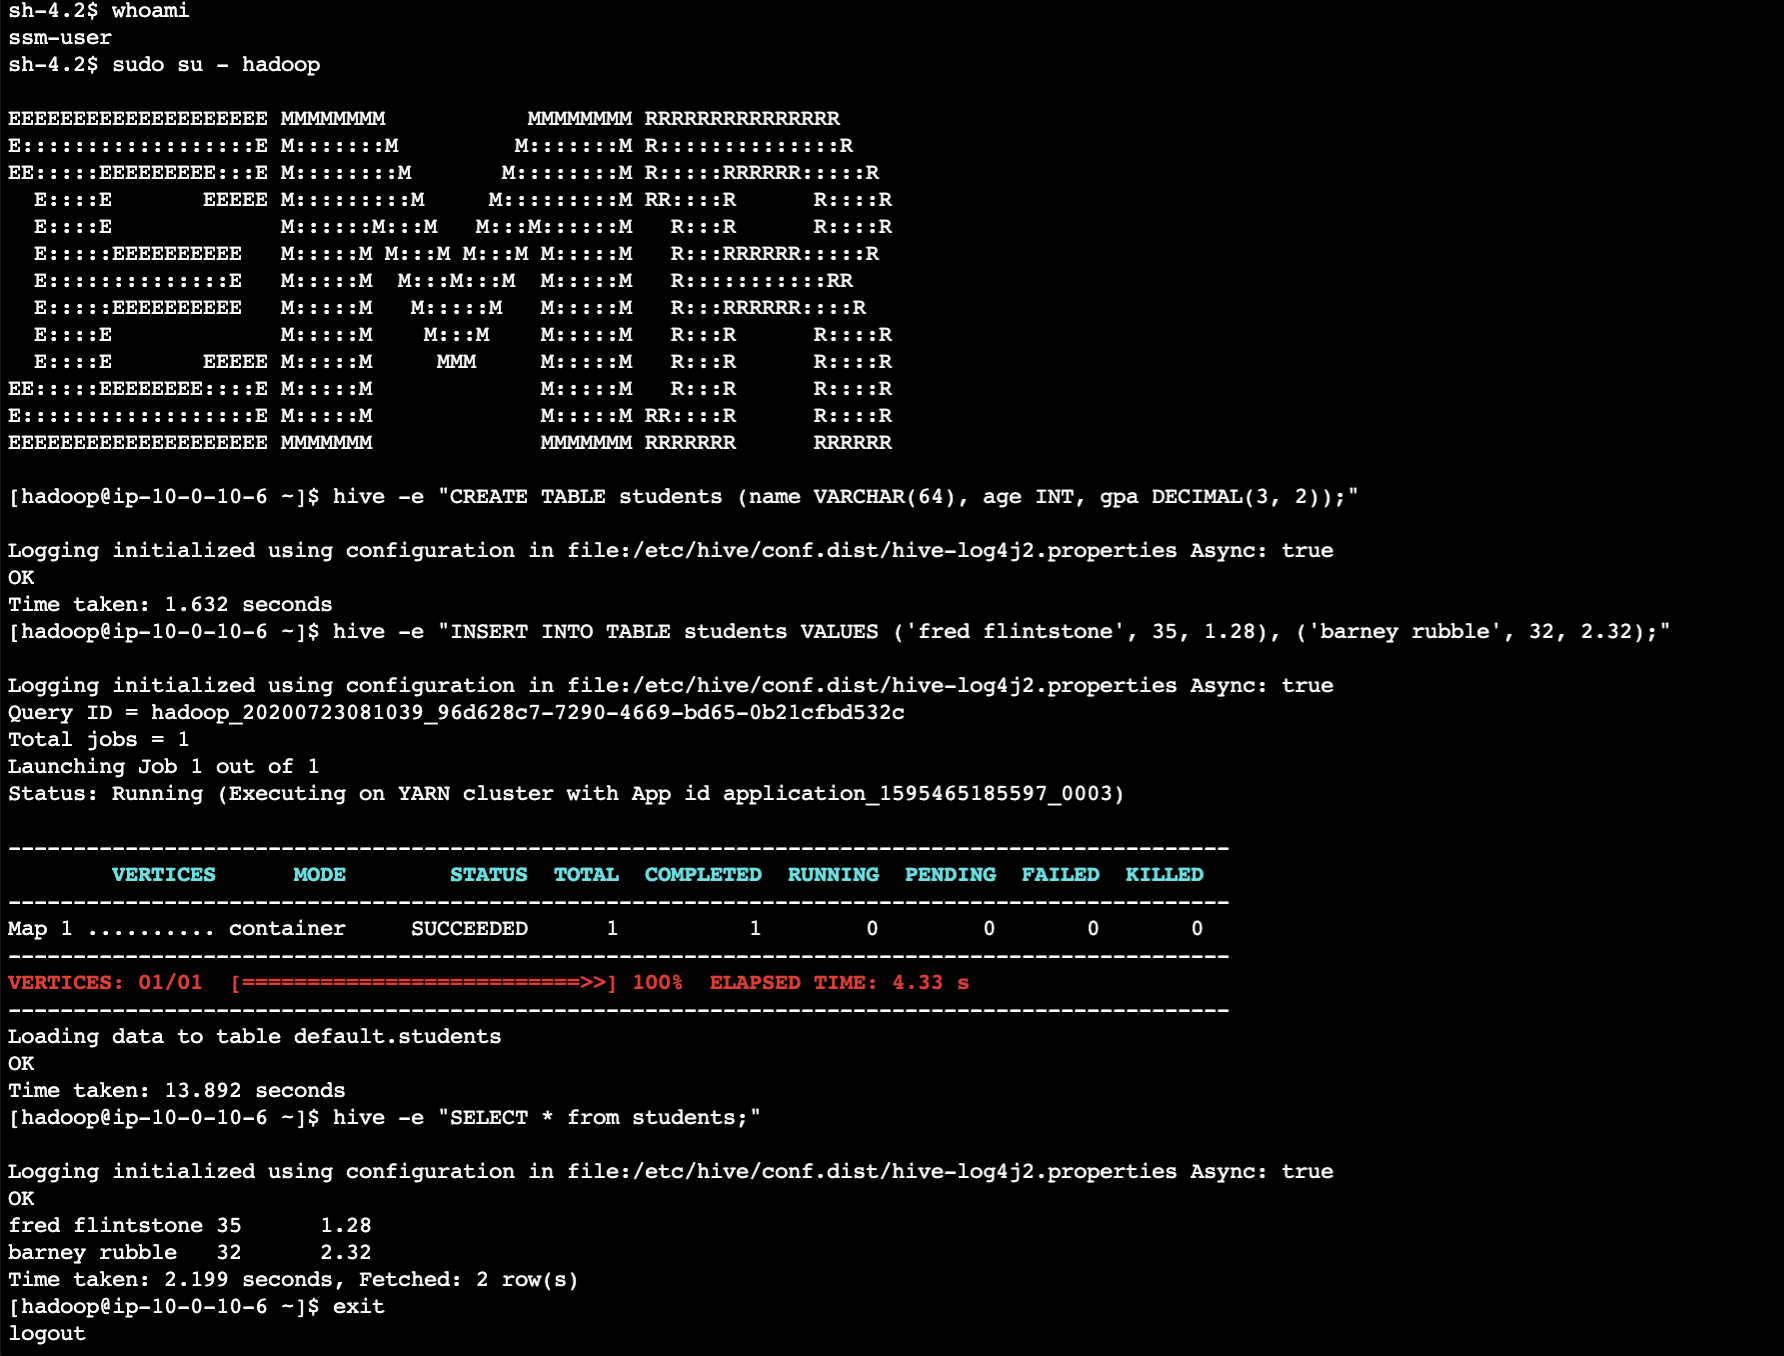 sh-4.2$ whoami
ssm-user
sh-4.2$ sudo su - hadoop

EEEEEEEEEEEEEEEEEEEE MMMMMMMM           MMMMMMMM RRRRRRRRRRRRRRR
E::::::::::::::::::E M:::::::M         M:::::::M R::::::::::::::R
EE:::::EEEEEEEEE:::E M::::::::M       M::::::::M R:::::RRRRRR:::::R
  E::::E       EEEEE M:::::::::M     M:::::::::M RR::::R      R::::R
  E::::E             M::::::M:::M   M:::M::::::M   R:::R      R::::R
  E:::::EEEEEEEEEE   M:::::M M:::M M:::M M:::::M   R:::RRRRRR:::::R
  E::::::::::::::E   M:::::M  M:::M:::M  M:::::M   R:::::::::::RR
  E:::::EEEEEEEEEE   M:::::M   M:::::M   M:::::M   R:::RRRRRR::::R
  E::::E             M:::::M    M:::M    M:::::M   R:::R      R::::R
  E::::E       EEEEE M:::::M     MMM     M:::::M   R:::R      R::::R
EE:::::EEEEEEEE::::E M:::::M             M:::::M   R:::R      R::::R
E::::::::::::::::::E M:::::M             M:::::M RR::::R      R::::R
EEEEEEEEEEEEEEEEEEEE MMMMMMM             MMMMMMM RRRRRRR      RRRRRR

[hadoop@ip-10-0-10-6 ~]$ hive -e "CREATE TABLE students (name VARCHAR(64), age INT, gpa DECIMAL(3, 2));"

Logging initialized using configuration in file:/etc/hive/conf.dist/hive-log4j2.properties Async: true
OK
Time taken: 1.632 seconds
[hadoop@ip-10-0-10-6 ~]$ hive -e "INSERT INTO TABLE students VALUES ('fred flintstone', 35, 1.28), ('barney rubble', 32, 2.32);"

Logging initialized using configuration in file:/etc/hive/conf.dist/hive-log4j2.properties Async: true
Query ID = hadoop_20200723081039_96d628c7-7290-4669-bd65-0b21cfbd532c
Total jobs = 1
Launching Job 1 out of 1
Status: Running (Executing on YARN cluster with App id application_1595465185597_0003)

----------------------------------------------------------------------------------------------
        VERTICES      MODE        STATUS  TOTAL  COMPLETED  RUNNING  PENDING  FAILED  KILLED
----------------------------------------------------------------------------------------------
Map 1 .......... container     SUCCEEDED      1          1        0        0       0       0
----------------------------------------------------------------------------------------------
VERTICES: 01/01  [==========================>>] 100%  ELAPSED TIME: 4.33 s
----------------------------------------------------------------------------------------------
Loading data to table default.students
OK
Time taken: 13.892 seconds
[hadoop@ip-10-0-10-6 ~]$ hive -e "SELECT * from students;"

Logging initialized using configuration in file:/etc/hive/conf.dist/hive-log4j2.properties Async: true
OK
fred flintstone 35      1.28
barney rubble   32      2.32
Time taken: 2.199 seconds, Fetched: 2 row(s)
[hadoop@ip-10-0-10-6 ~]$ exit
logout